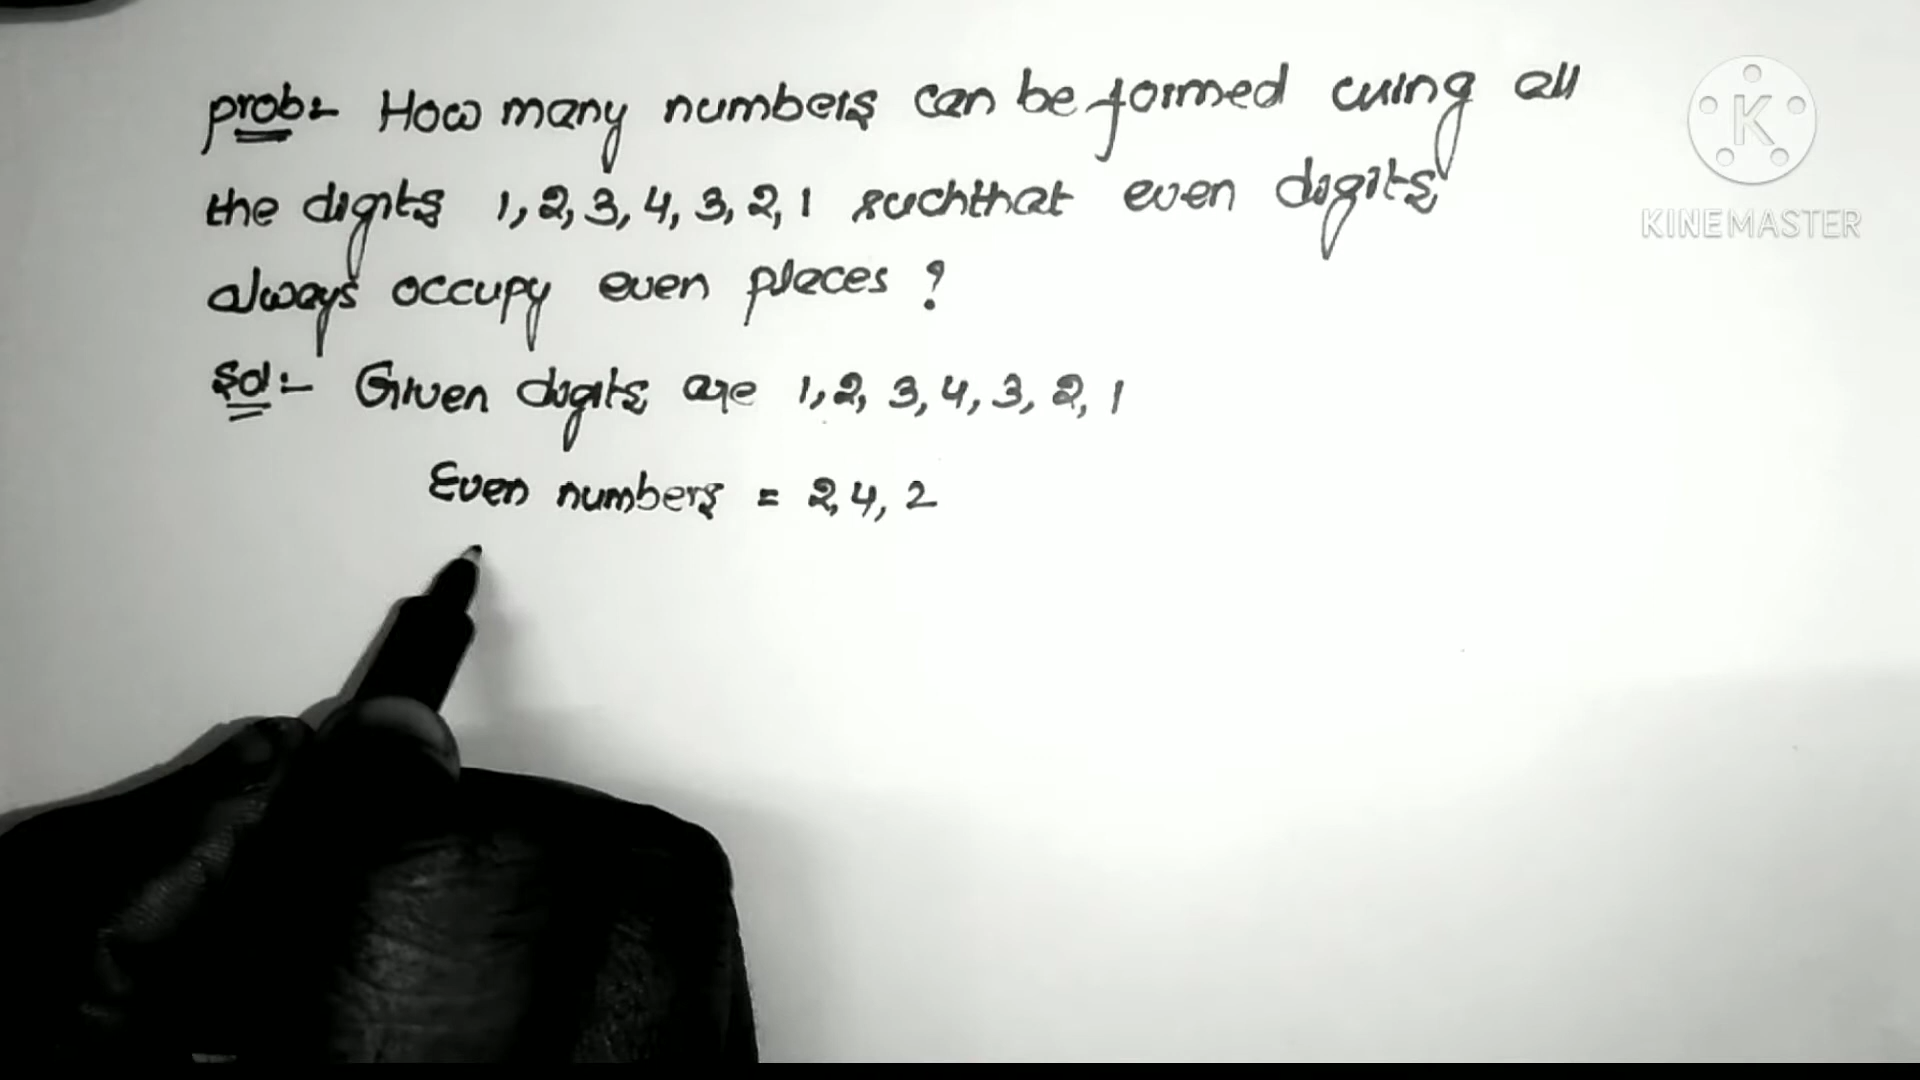 prob:- How many numbers can be formed using all
the digits 1, 2, 3, 4, 3, 2, 1 suchthat even digits
always occupy even places ?
Sol:- Given digits are 1, 2, 3, 4, 3, 2, 1
Even numbers = 2, 4, 2
K
KINEMASTER